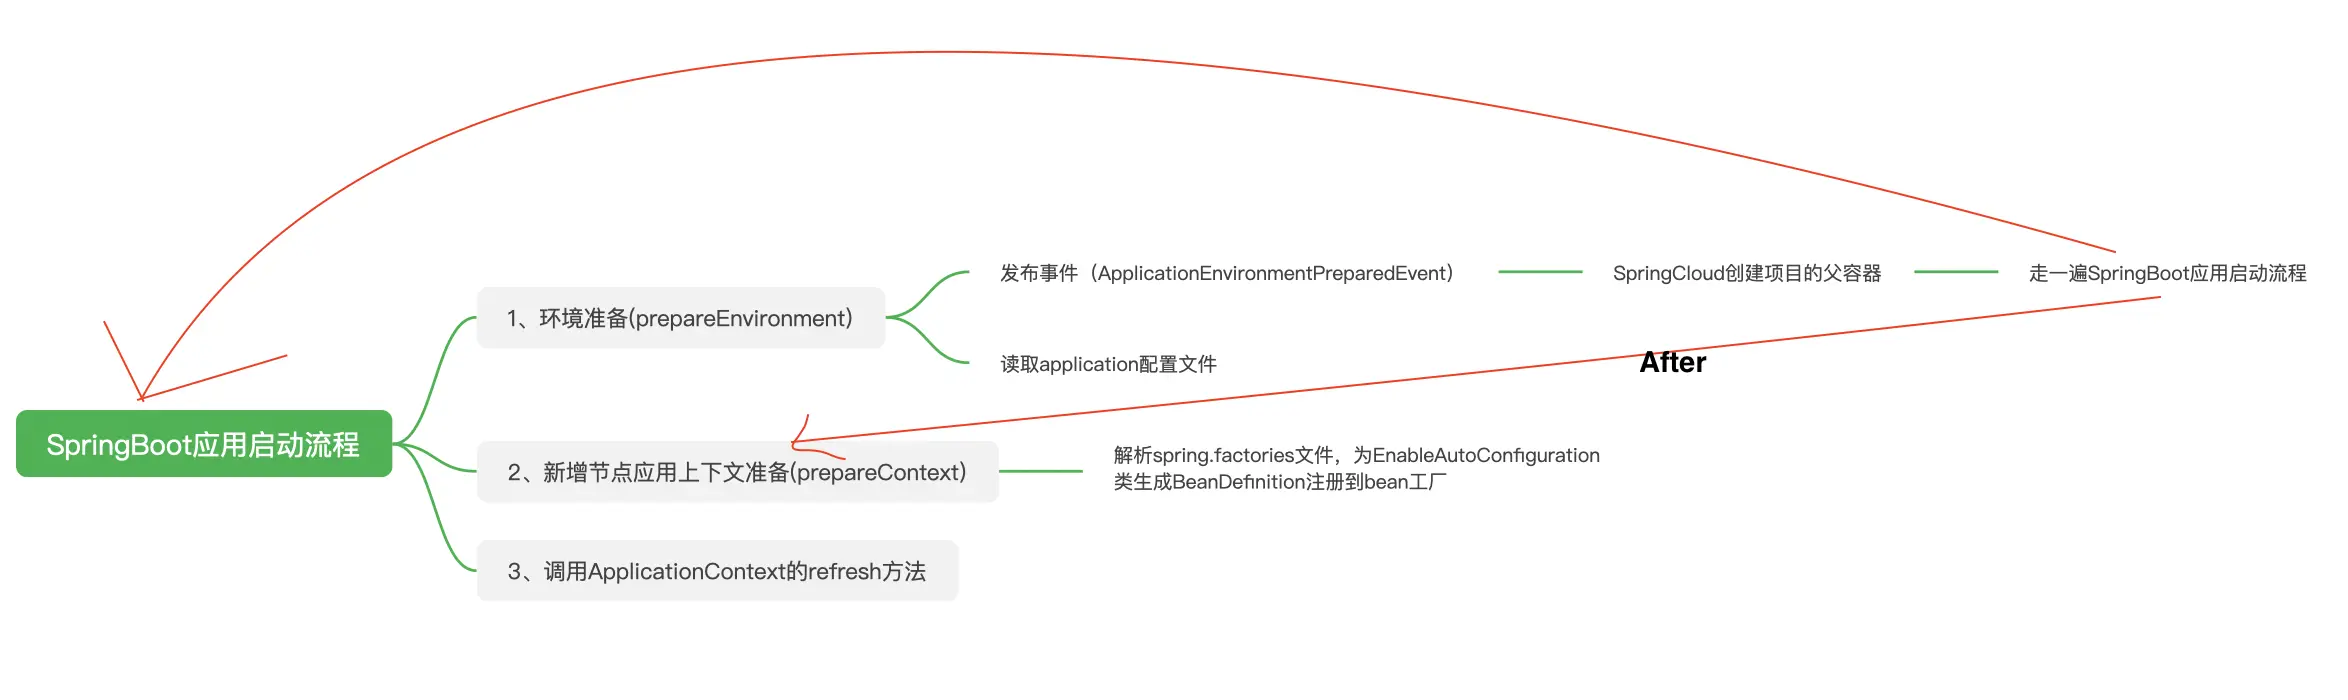 SpringBoot应用启动流程
1、环境准备(prepareEnvironment)
发布事件（ApplicationEnvironmentPreparedEvent）
SpringCloud创建项目的父容器
走一遍SpringBoot应用启动流程
读取application配置文件
After
2、新增节点应用上下文准备(prepareContext)
解析spring.factories文件，为EnableAutoConfiguration
类生成BeanDefinition注册到bean工厂
3、调用ApplicationContext的refresh方法